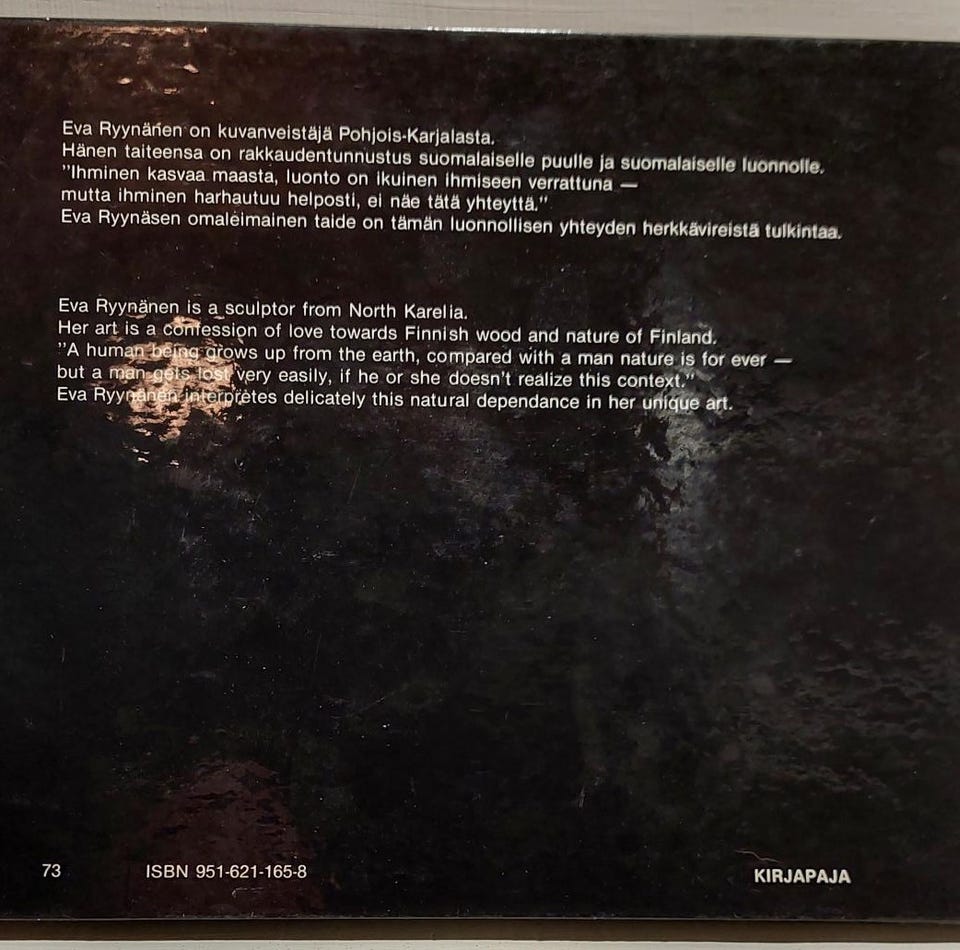 Eva Ryynänen on kuvanveistäjä Pohjois-Karjalasta.
Hänen taiteensa on rakkaudentunnustus suomalaiselle puulle ja suomalaiselle luonnolle.
"Ihminen kasvaa maasta, luonto on ikuinen ihmiseen verrattuna —
mutta ihminen harhautuu helposti, ei näe tätä yhteyttä."
Eva Ryynäsen omaleimainen taide on tämän luonnollisen yhteyden herkkävireistä tulkintaa.
Eva Ryynänen is a sculptor from North Karelia.
Her art is a confession of love towards Finnish wood and nature of Finland.
"A human being grows up from the earth, compared with a man nature is for ever —
but a man gets lost very easily, if he or she doesn't realize this context."
Eva Ryynänen interpretes delicately this natural dependance in her unique art.
73 ISBN 951-621-165-8 KIRJAPAJA